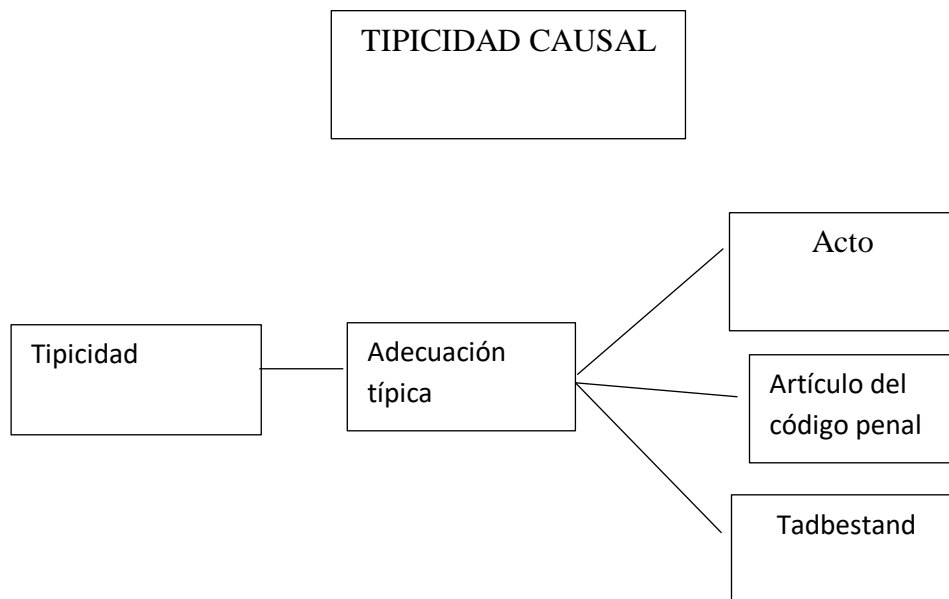 TIPICIDAD CAUSAL
Acto
Tipicidad
Adecuación
típica
Artículo del
código penal
Tadbestand